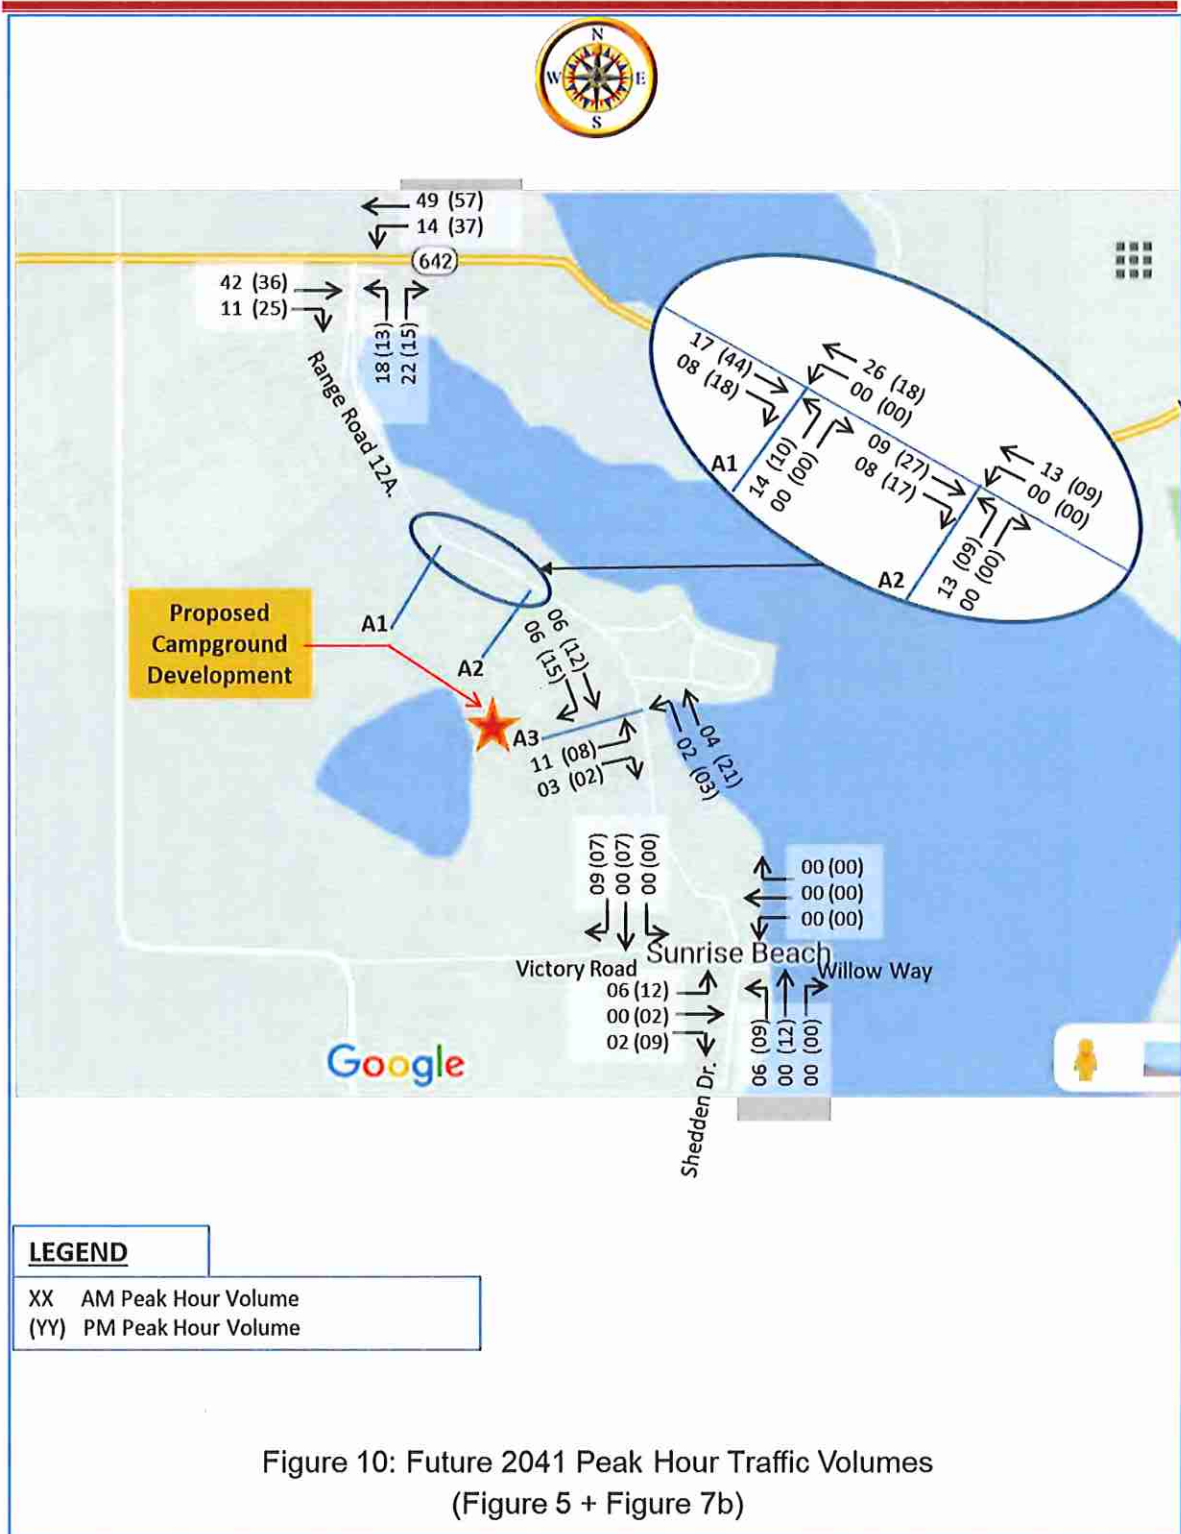 N
W E
S
49 (57)
14 (37)
642
42 (36)
11 (25)
18 (13)
22 (15)
Range Road 12A.
17 (44)
08 (18)
26 (18)
00 (00)
A1
14 (10)
00 (00)
09 (27)
08 (17)
13 (09)
00 (00)
A2
13 (09)
00 (00)
Proposed
Campground
Development
A1
A2
06 (12)
06 (15)
A3
11 (08)
03 (02)
04 (21)
02 (03)
09 (07)
00 (07)
00 (00)
00 (00)
00 (00)
00 (00)
Sunrise Beach
Victory Road
Willow Way
06 (12)
00 (02)
02 (09)
06 (09)
00 (12)
00 (00)
Shedden Dr.
Google
LEGEND
XX AM Peak Hour Volume
(YY) PM Peak Hour Volume
Figure 10: Future 2041 Peak Hour Traffic Volumes
(Figure 5 + Figure 7b)